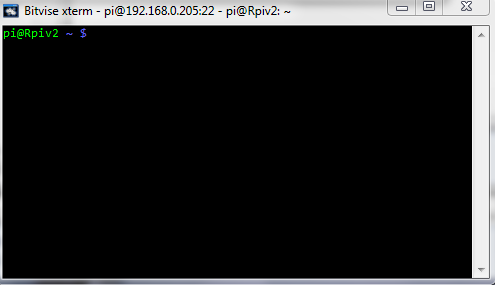 Bitvise xterm - pi@192.168.0.205:22 - pi@Rpiv2: ~
pi@Rpiv2 ~ $